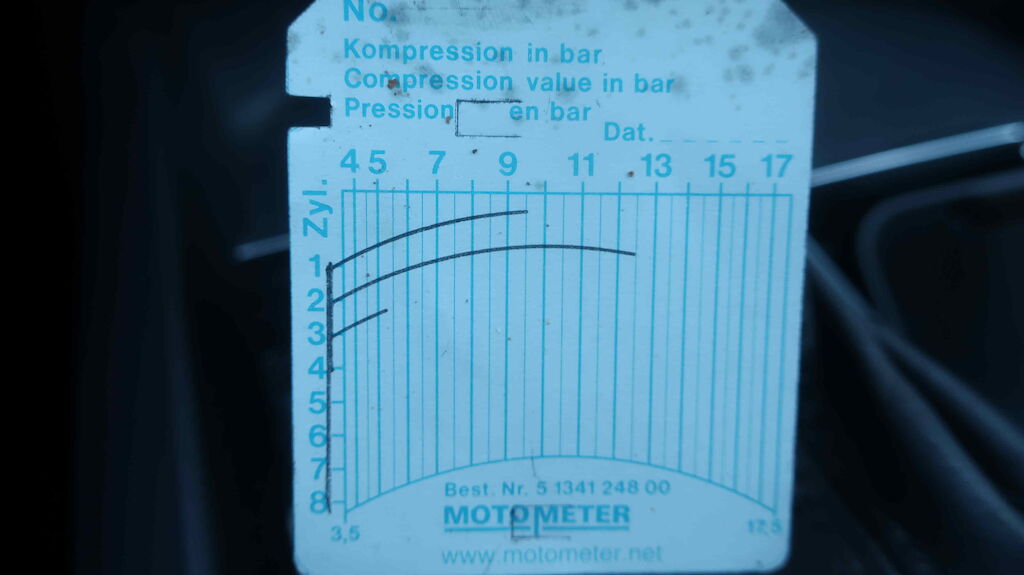 No.
Kompression in bar
Compression value in bar
Pression en bar
Dat.
4 5 7 9 11 13 15 17
Zyl.
1
2
3
4
5
6
7
8
3,5 17,5
Best. Nr. 5 1341 248 00
MOTOMETER
www.motometer.net